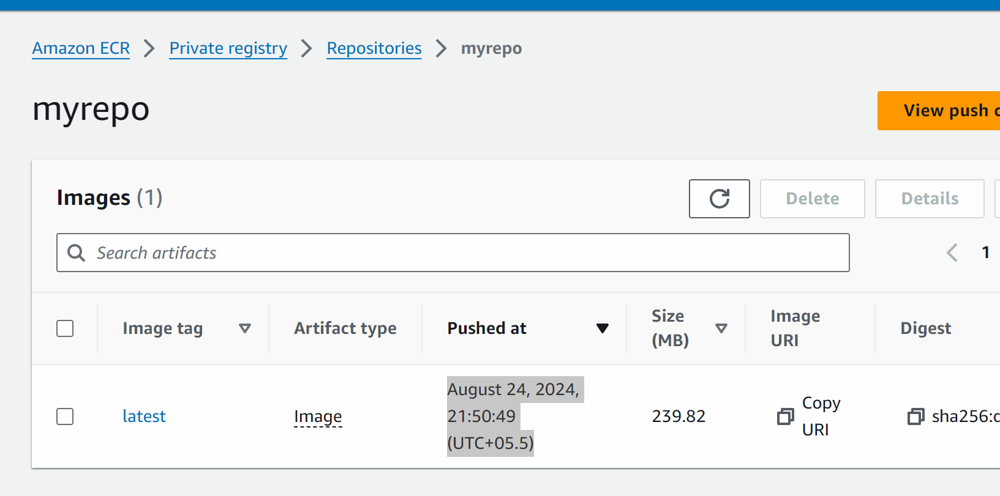 Amazon ECR > Private registry > Repositories > myrepo
myrepo
View push
Images (1)
Delete
Details
Search artifacts
1
Image tag
Artifact type
Pushed at
Size
(MB)
Image
URI
Digest
latest
Image
August 24, 2024,
21:50:49
(UTC+05.5)
239.82
Copy
URI
sha256: